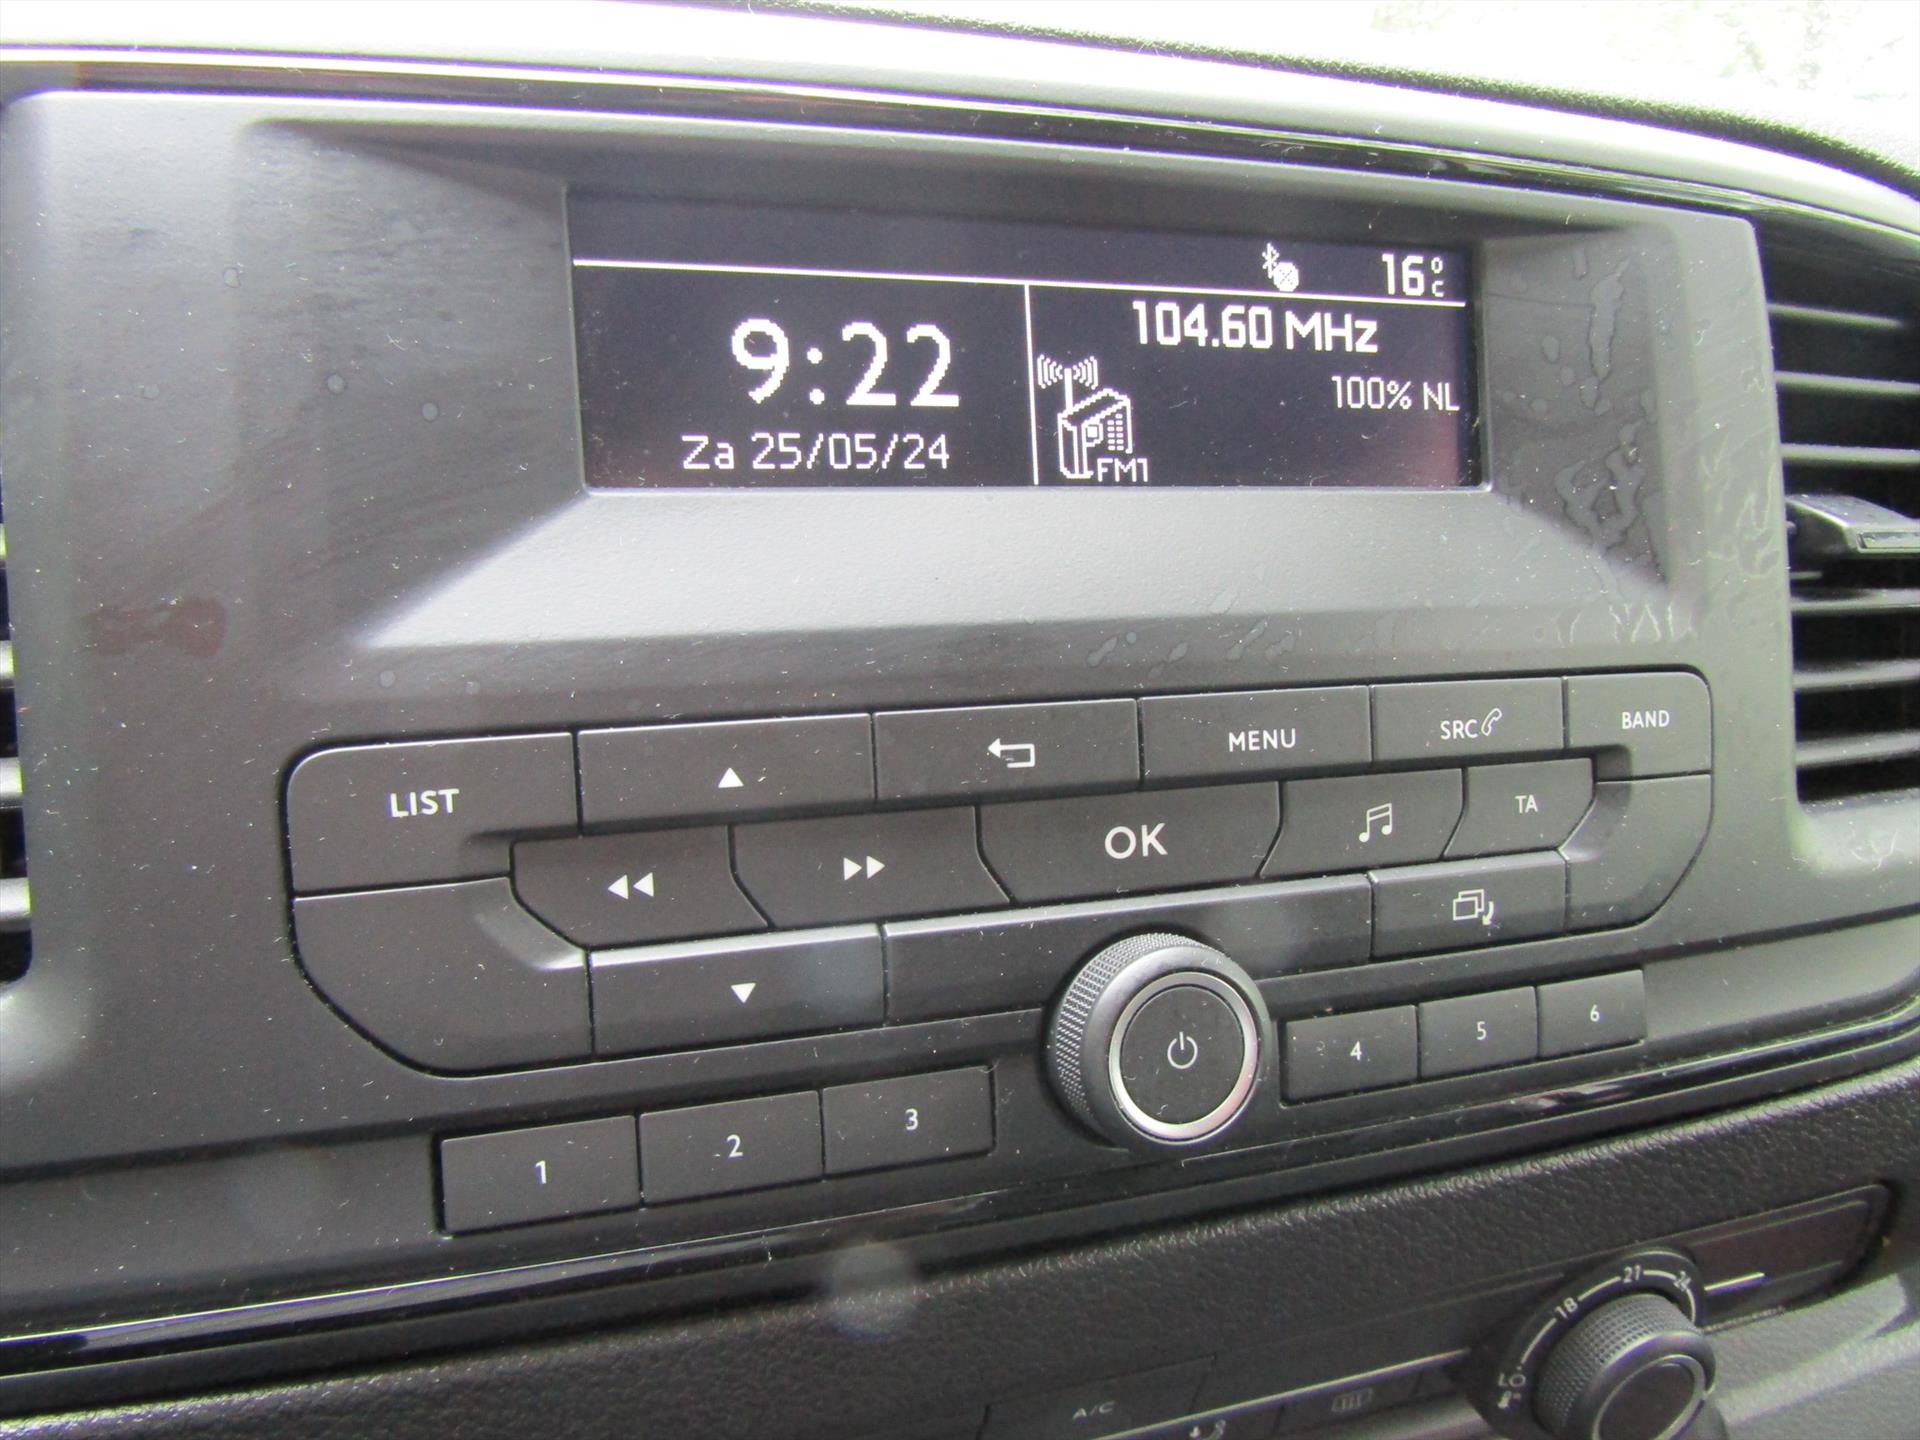 16°C
9:22
104.60 MHz
100% NL
Za 25/05/24
FM1
LIST
MENU
SRC
BAND
OK
TA
1
2
3
4
5
6
LO
18
21
24
A/C